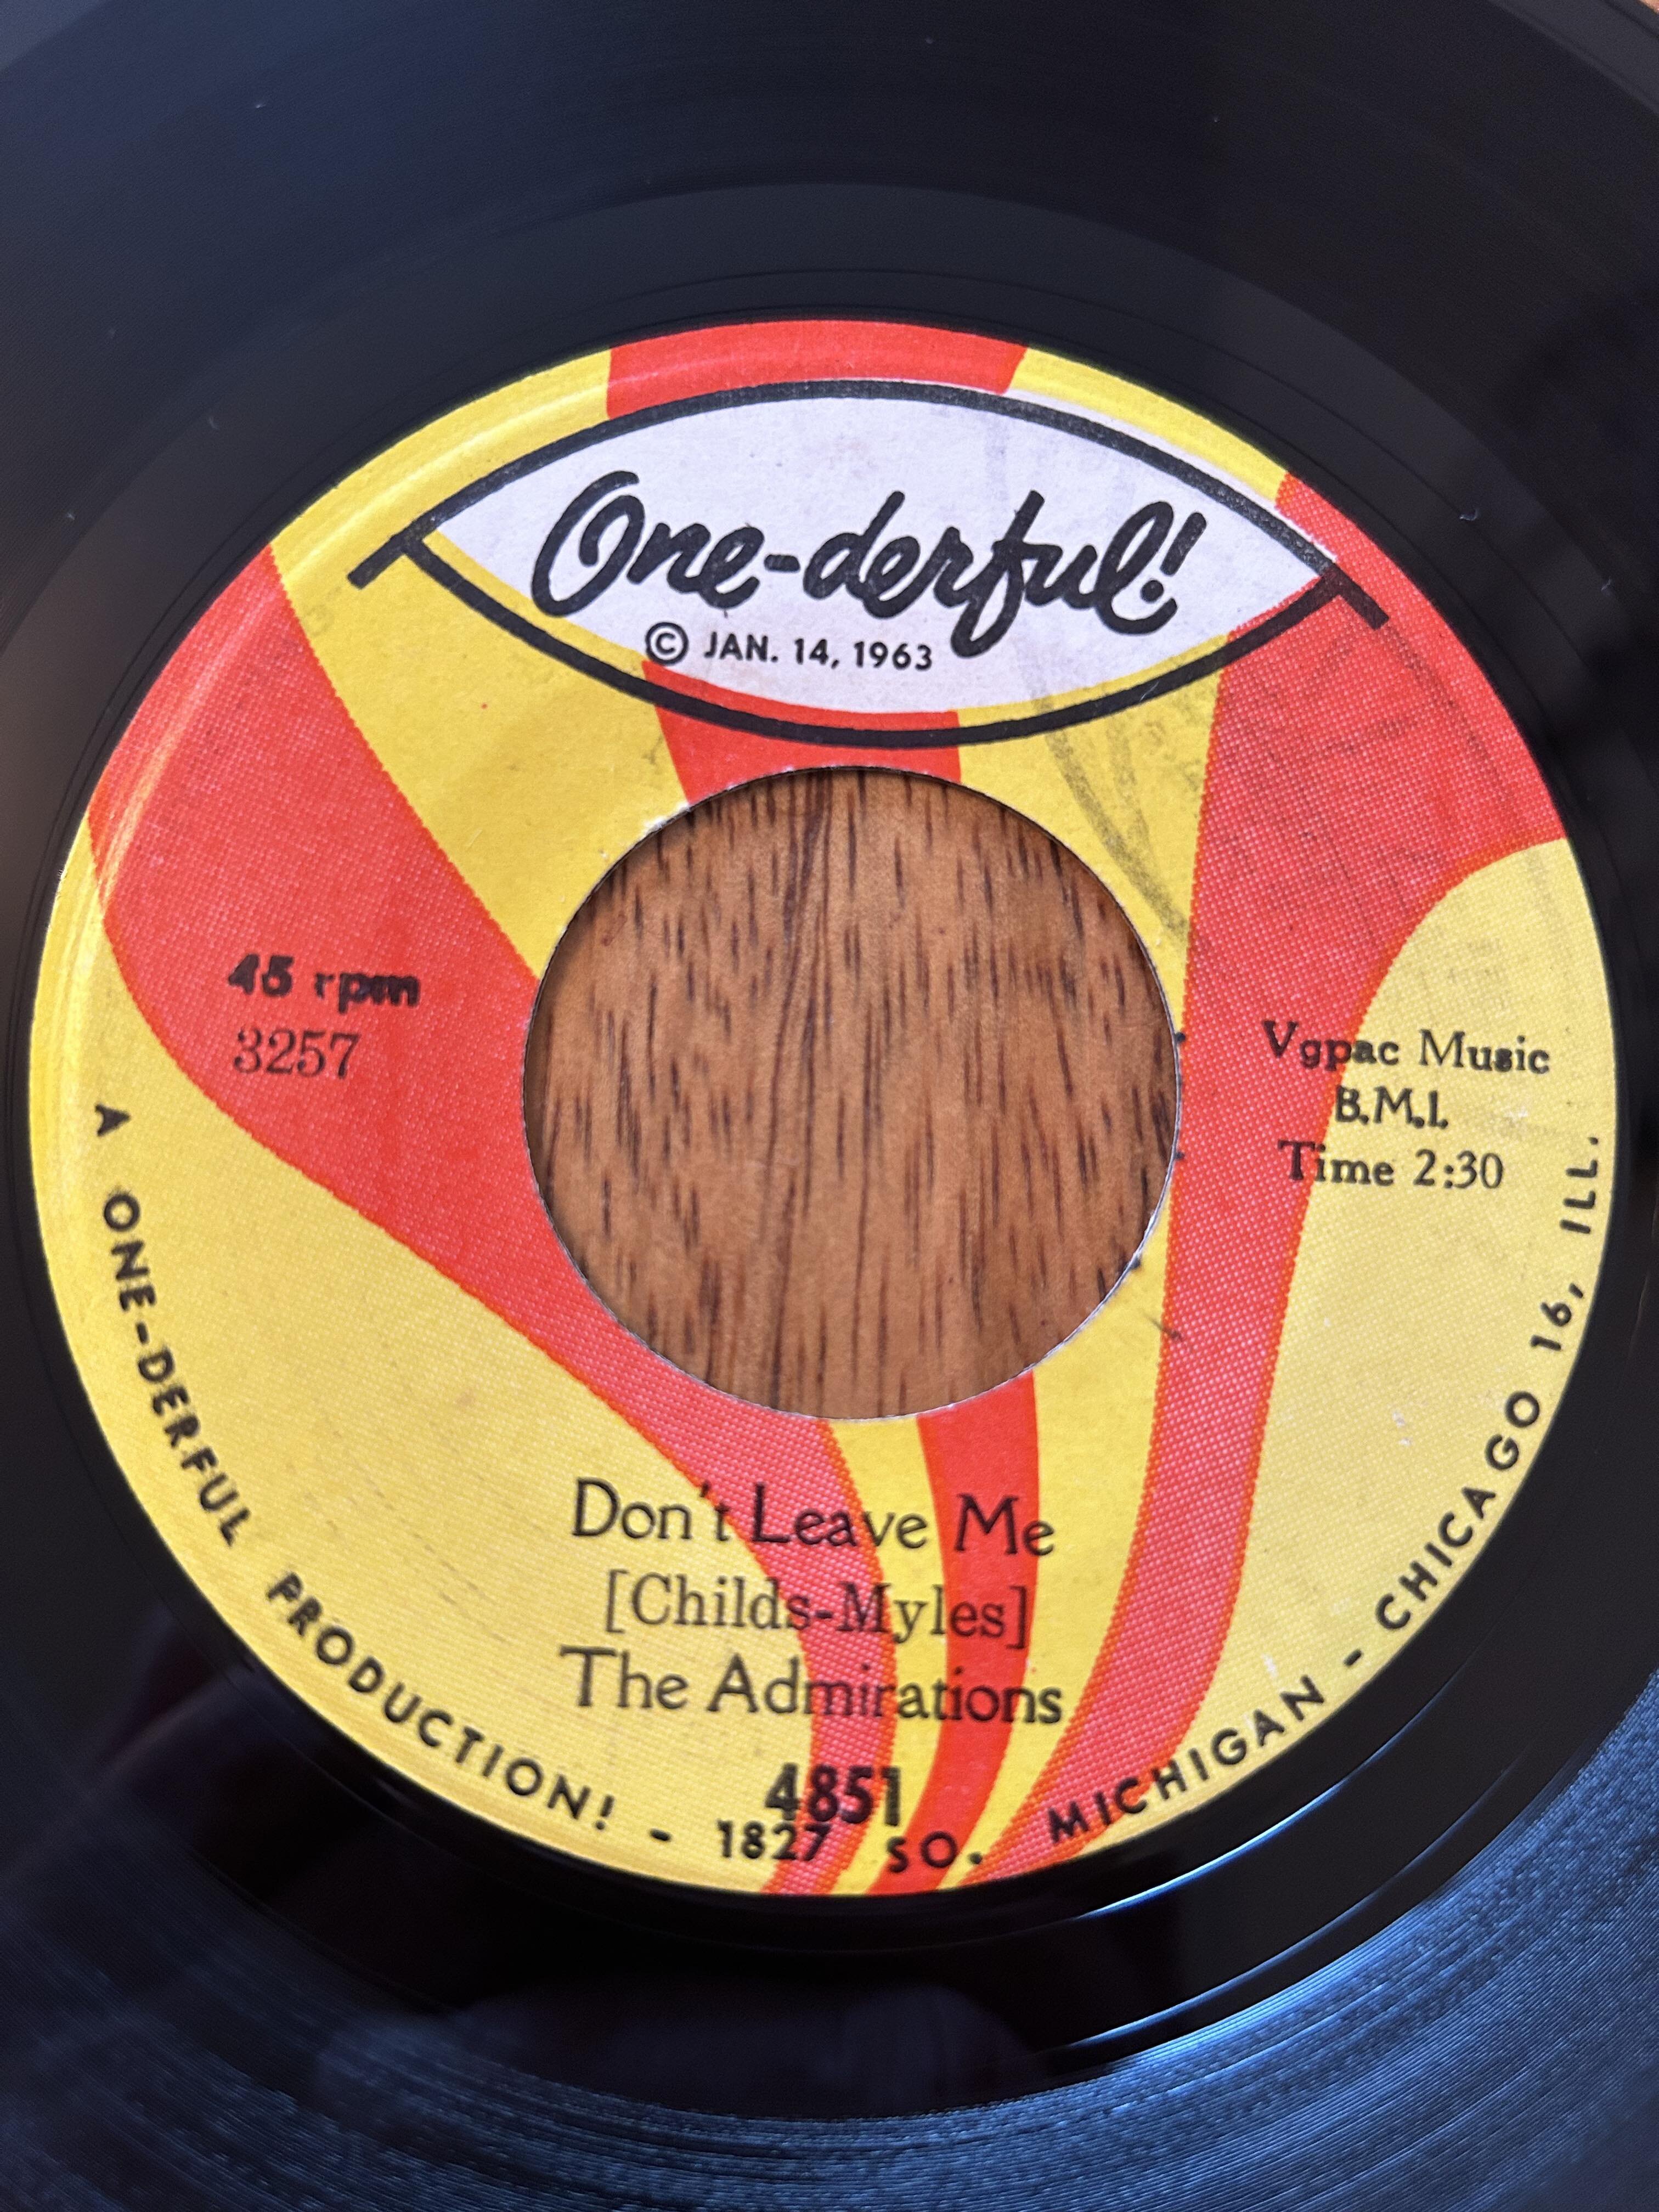 One-derful!
© JAN. 14, 1963
45 rpm
3257
Vgpac Music
B.M.I.
Time 2:30
Don't Leave Me
[Childs-Myles]
The Admirations
4851
A ONE-DERFUL PRODUCTION! - 1827 SO. MICHIGAN - CHICAGO 16, ILL.